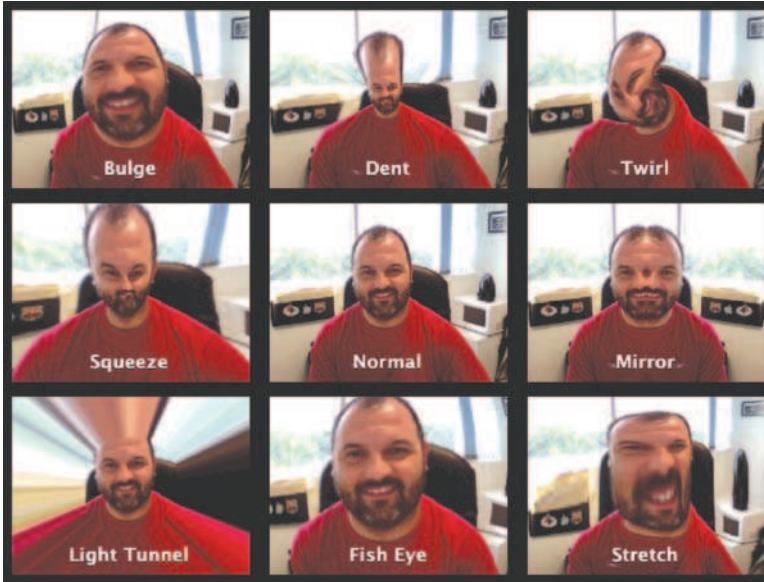 Bulge
Dent
Twirl
Squeeze
Normal
Mirror
Light Tunnel
Fish Eye
Stretch